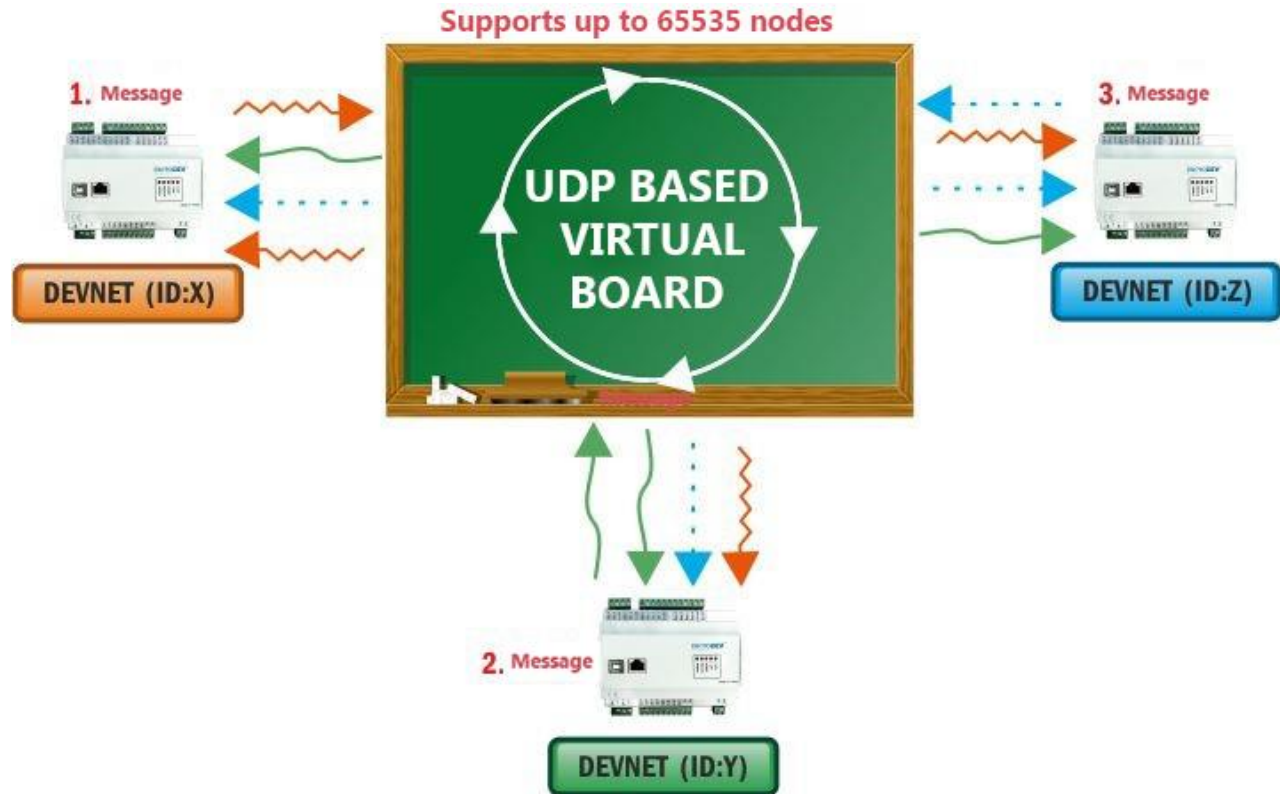 Supports up to 65535 nodes
1. Message
3. Message
UDP BASED
VIRTUAL
BOARD
DEVNET (ID:X)
DEVNET (ID:Z)
Message
2. Message
DEVNET (ID:Y)